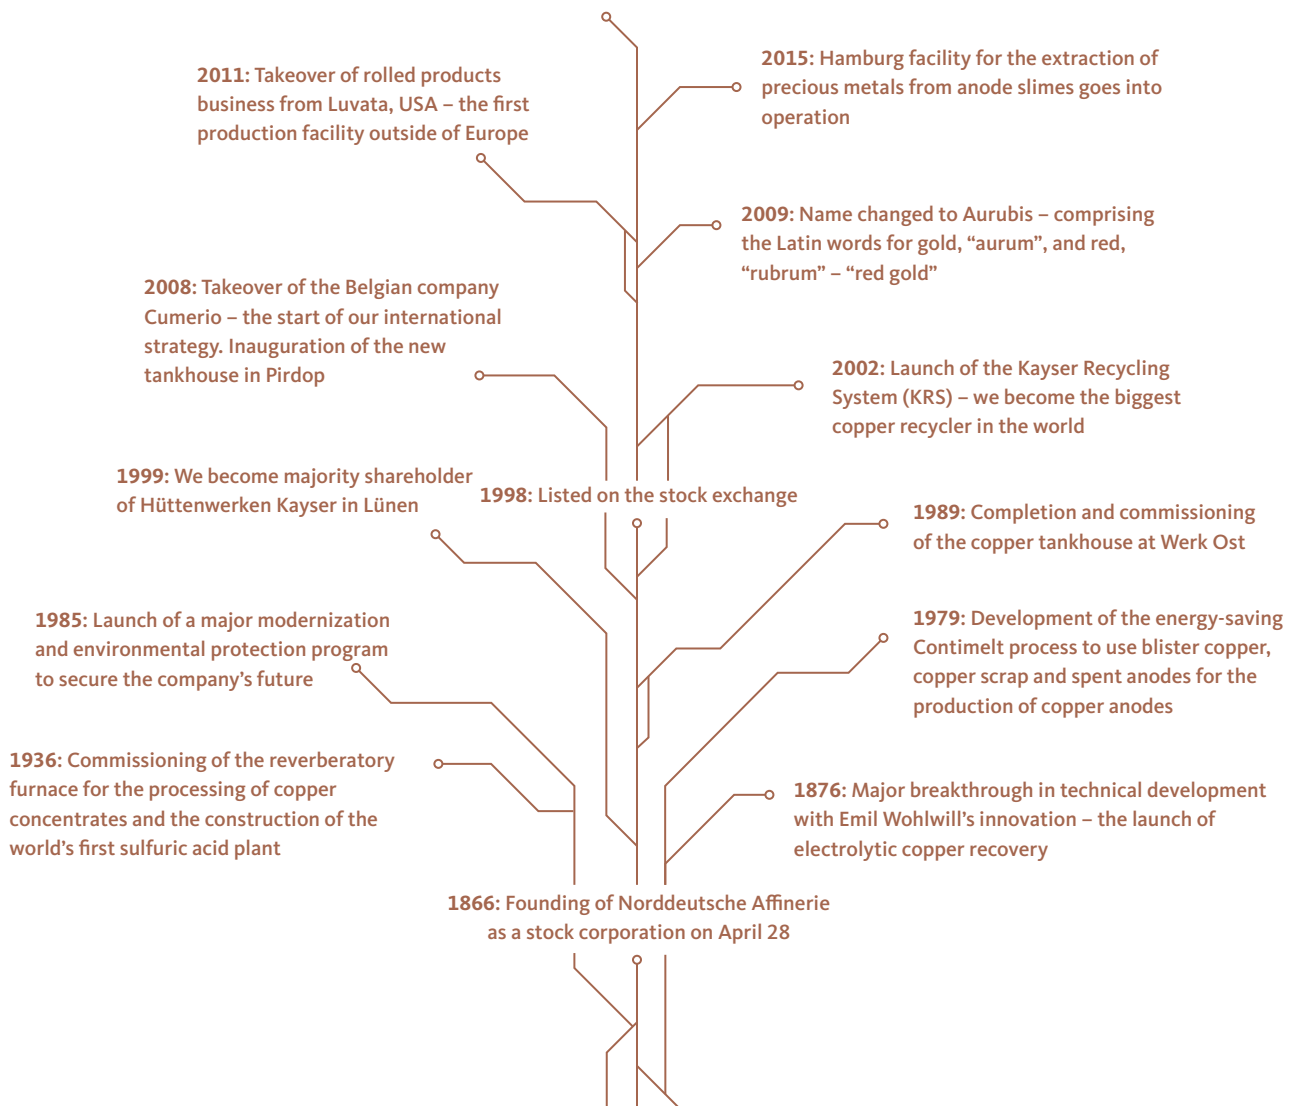 2011: Takeover of rolled products
business from Luvata, USA – the first
production facility outside of Europe
2015: Hamburg facility for the extraction of
precious metals from anode slimes goes into
operation
2009: Name changed to Aurubis – comprising
the Latin words for gold, “aurum”, and red,
“rubrum” – “red gold”
2008: Takeover of the Belgian company
Cumerio – the start of our international
strategy. Inauguration of the new
tankhouse in Pirdop
2002: Launch of the Kayser Recycling
System (KRS) – we become the biggest
copper recycler in the world
1999: We become majority shareholder
of Hüttenwerken Kayser in Lünen
1998: Listed on the stock exchange
1989: Completion and commissioning
of the copper tankhouse at Werk Ost
1985: Launch of a major modernization
and environmental protection program
to secure the company’s future
1979: Development of the energy-saving
Contimelt process to use blister copper,
copper scrap and spent anodes for the
production of copper anodes
1936: Commissioning of the reverberatory
furnace for the processing of copper
concentrates and the construction of the
world’s first sulfuric acid plant
1876: Major breakthrough in technical development
with Emil Wohlwill’s innovation – the launch of
electrolytic copper recovery
1866: Founding of Norddeutsche Affinerie
as a stock corporation on April 28